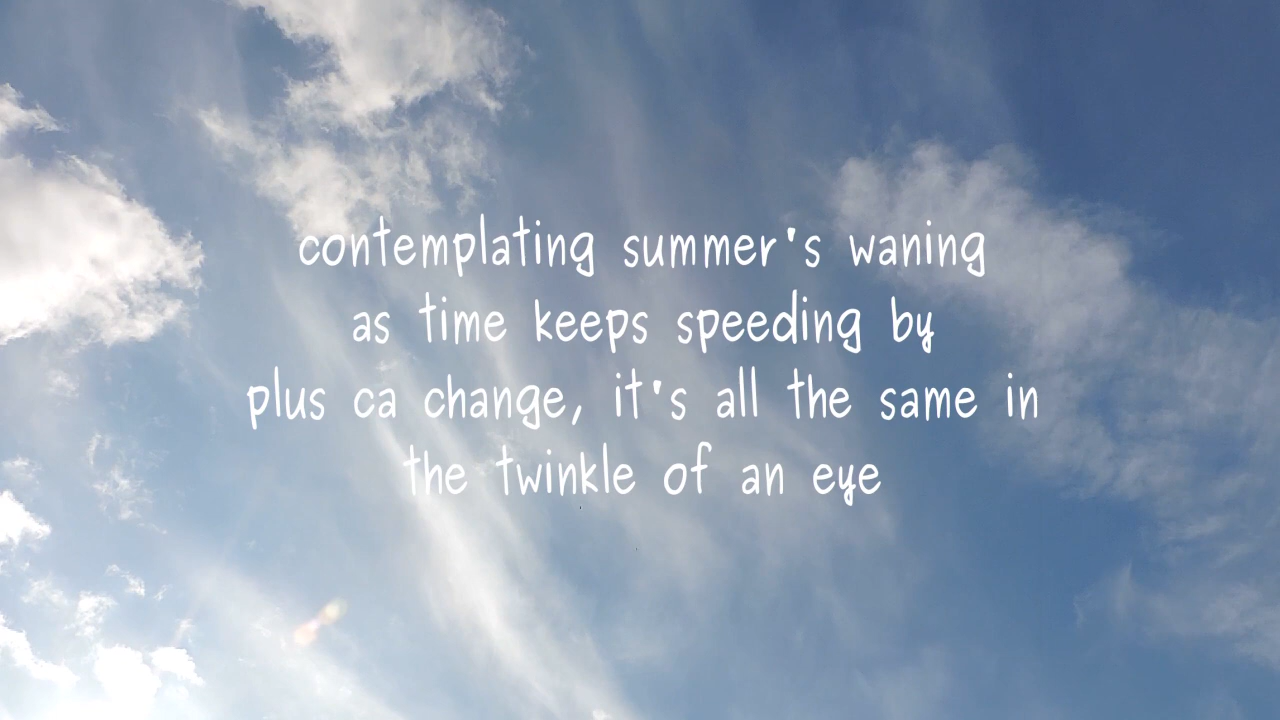 contemplating summer's waning
as time keeps speeding by
plus ca change, it's all the same in
the twinkle of an eye